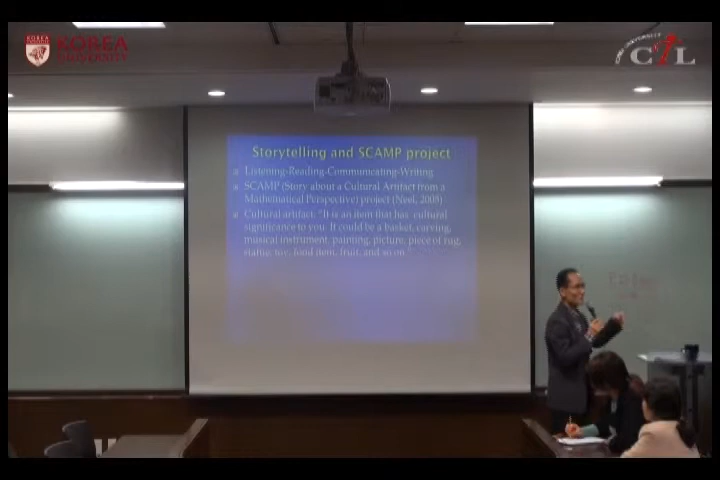 KOREA
UNIVERSITY
CTL
Storytelling and SCAMP project
Listening-Reading-Communicating-Writing
SCAMP (Story about a Cultural Artifact from a
Mathematical Perspective) project (Neel, 2008)
Cultural artifact: "It is an item that has cultural
significance to you. It could be a basket, carving,
musical instrument, painting, picture, piece of rug,
statue, toy, food item, fruit, and so on."